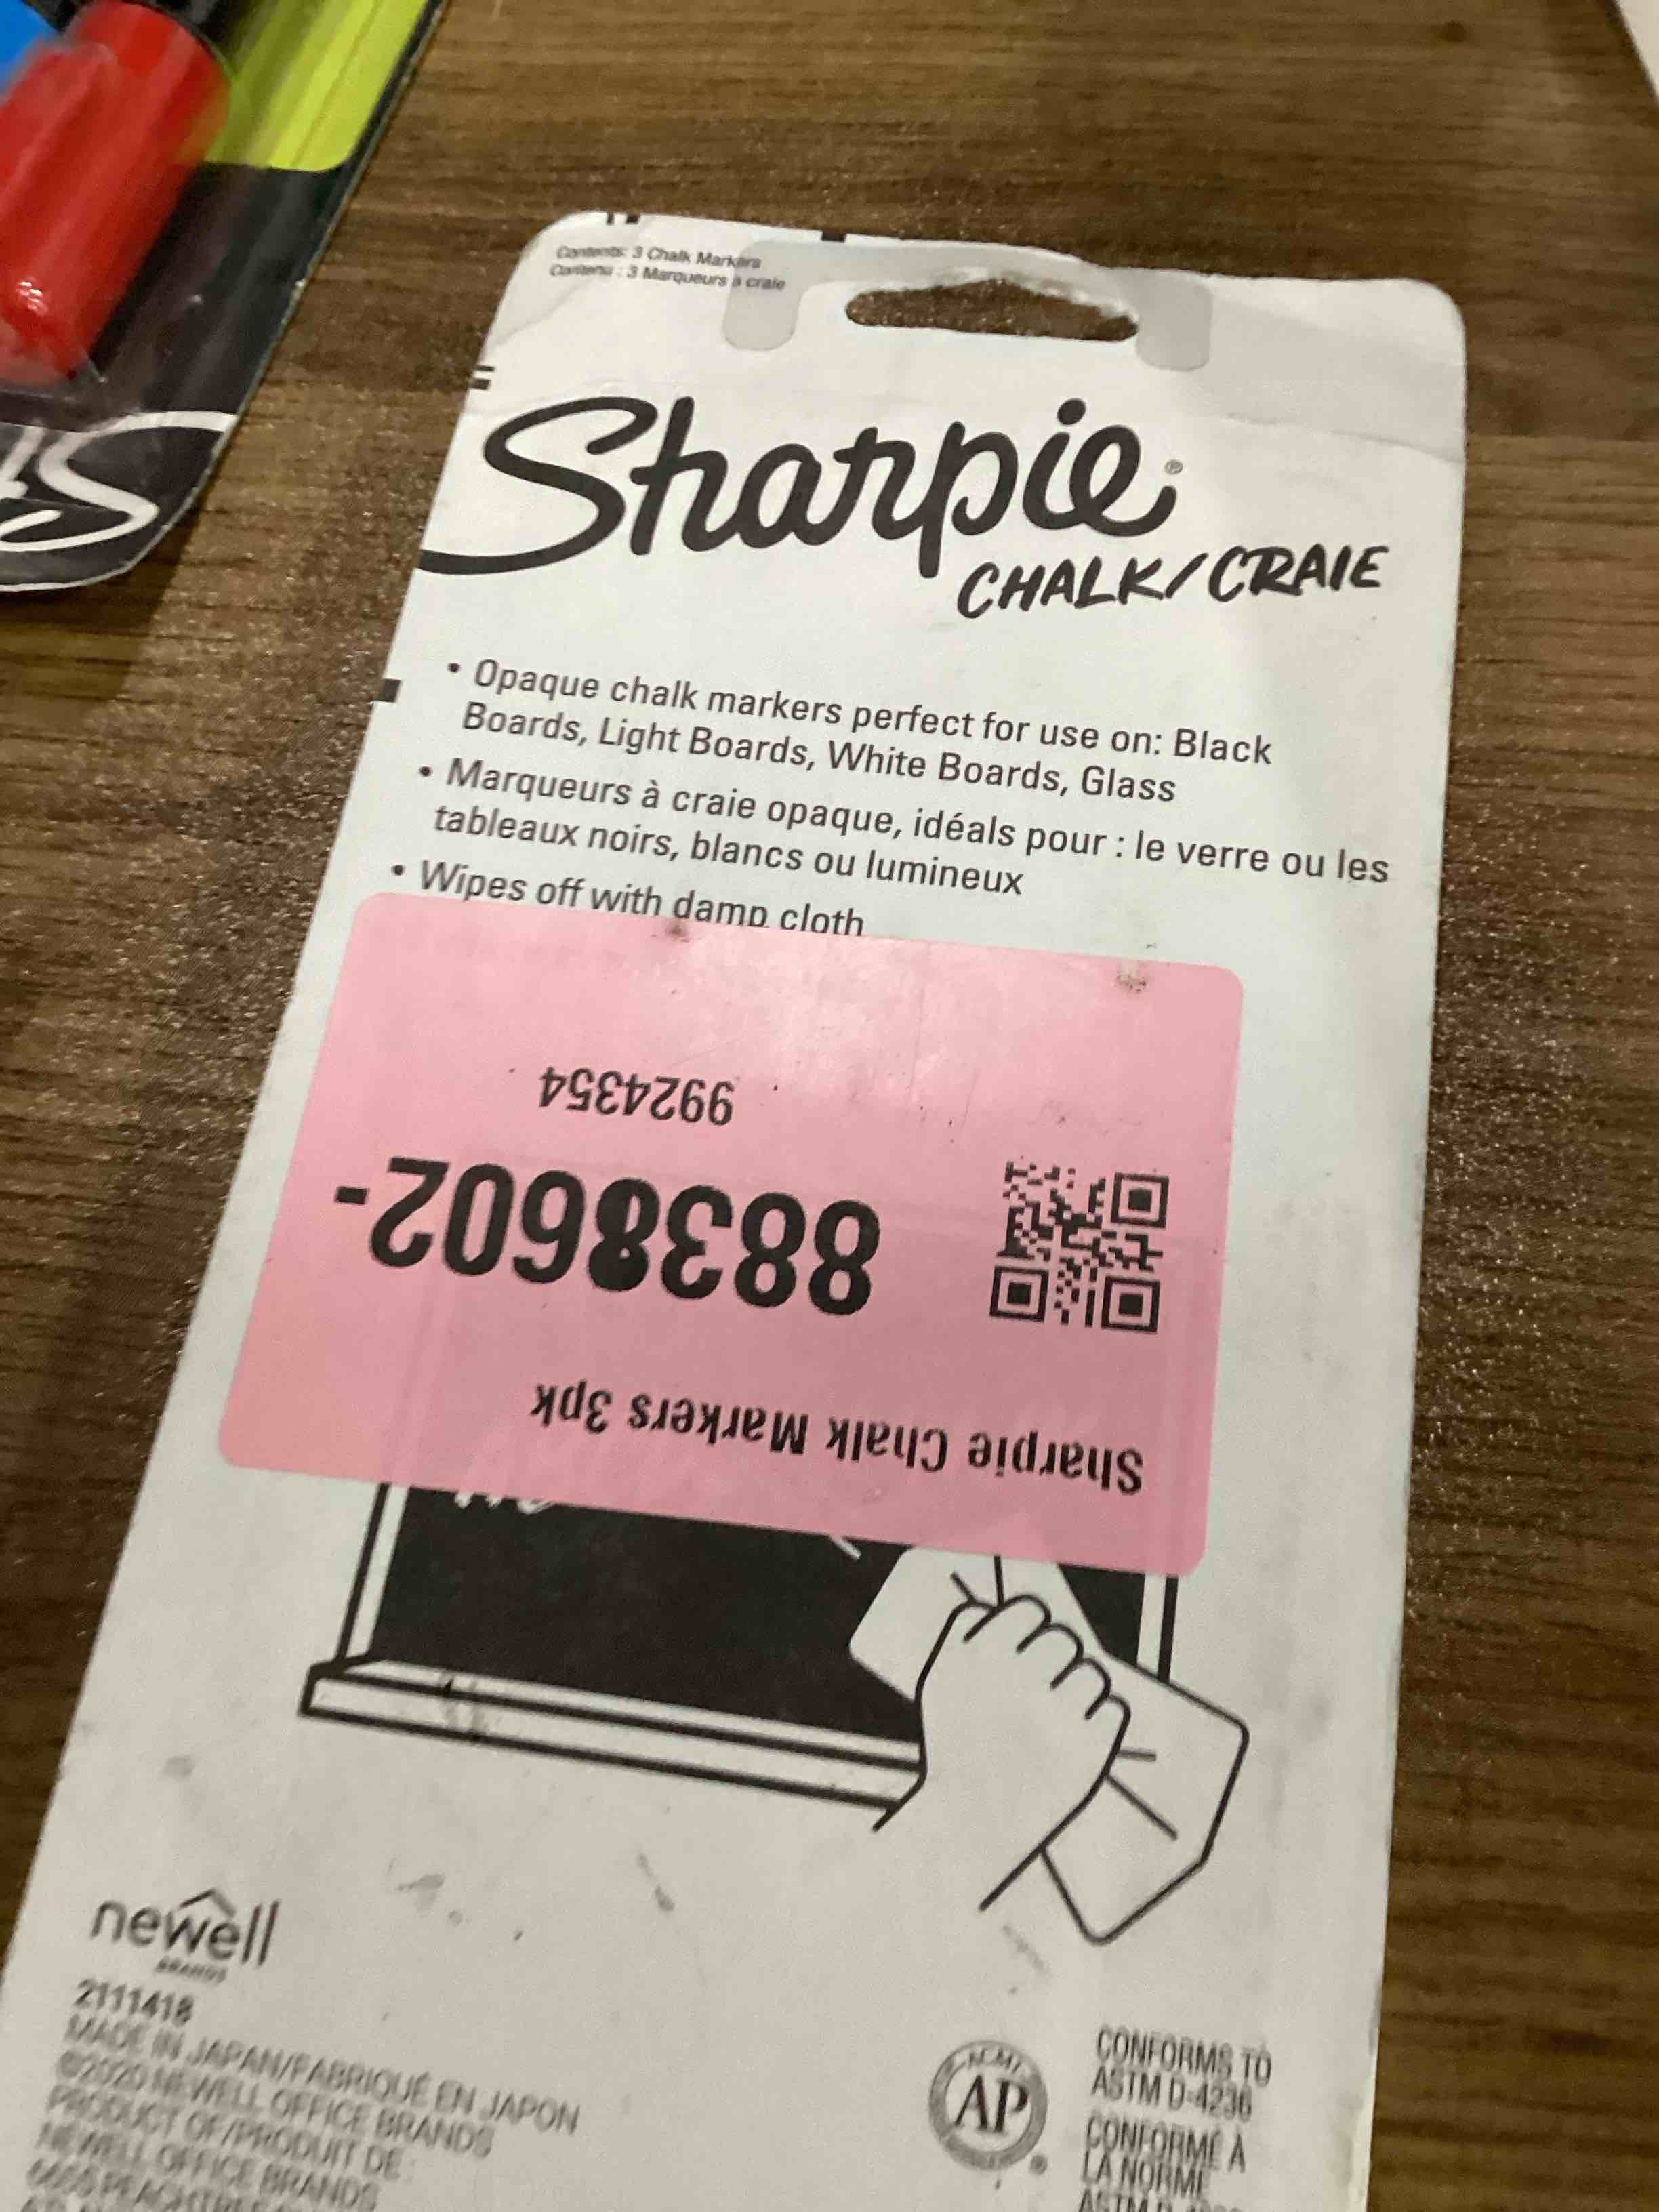 Contents: 3 Chalk Markers
Contenu : 3 Marqueurs à craie
Sharpie®
CHALK/CRAIE
• Opaque chalk markers perfect for use on: Black
Boards, Light Boards, White Boards, Glass
• Marqueurs à craie opaque, idéals pour : le verre ou les
tableaux noirs, blancs ou lumineux
• Wipes off with damp cloth
Sharpie Chalk Markers 3pk
8838602-
9924354
newell
BRANDS
2111418
MADE IN JAPAN/FABRIQUÉ EN JAPON
©2020 NEWELL OFFICE BRANDS
PRODUCT OF/PRODUIT DE:
NEWELL OFFICE BRANDS
ACMI
AP
CONFORMS TO
ASTM D-4236
CONFORMÉ À
LA NORME